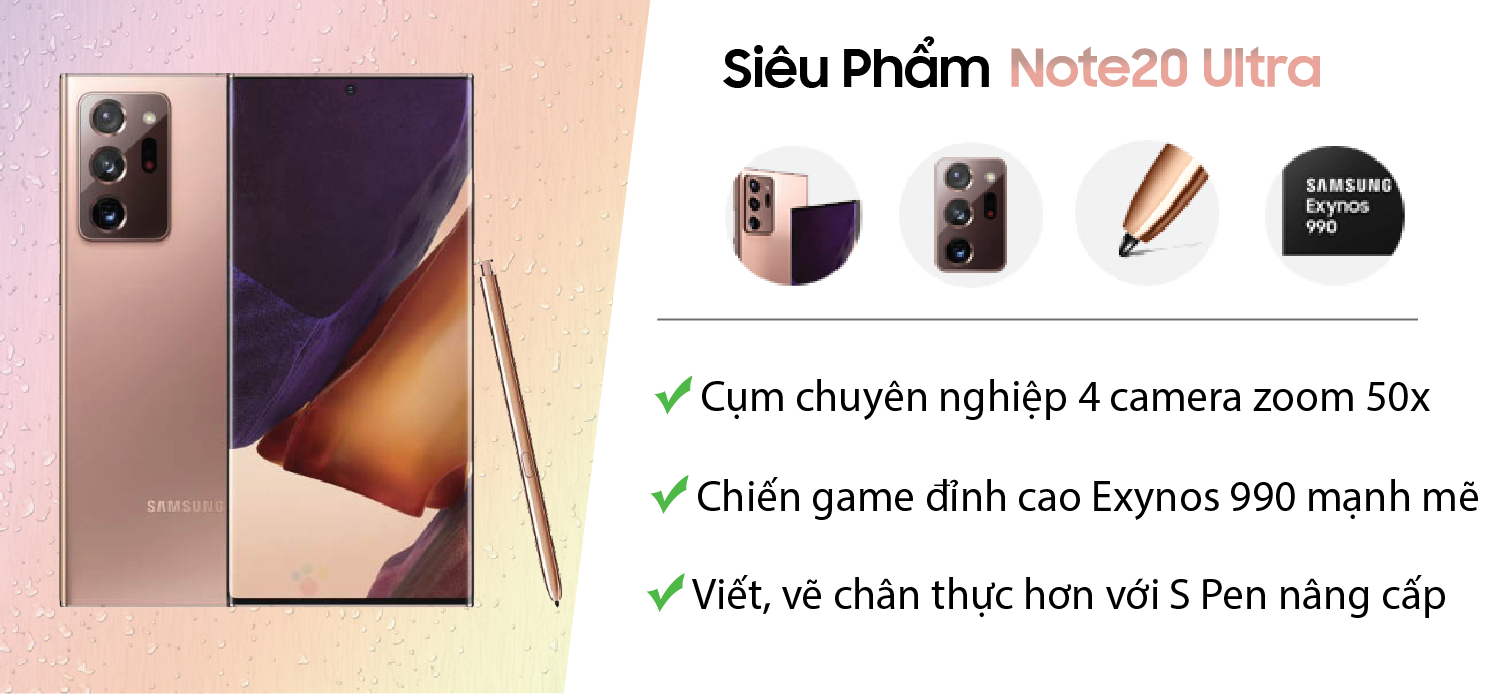 Siêu Phẩm Note20 Ultra
SAMSUNG
Exynos
990
SAMSUNG
Cụm chuyên nghiệp 4 camera zoom 50x
Chiến game đỉnh cao Exynos 990 mạnh mẽ
Viết, vẽ chân thực hơn với S Pen nâng cấp